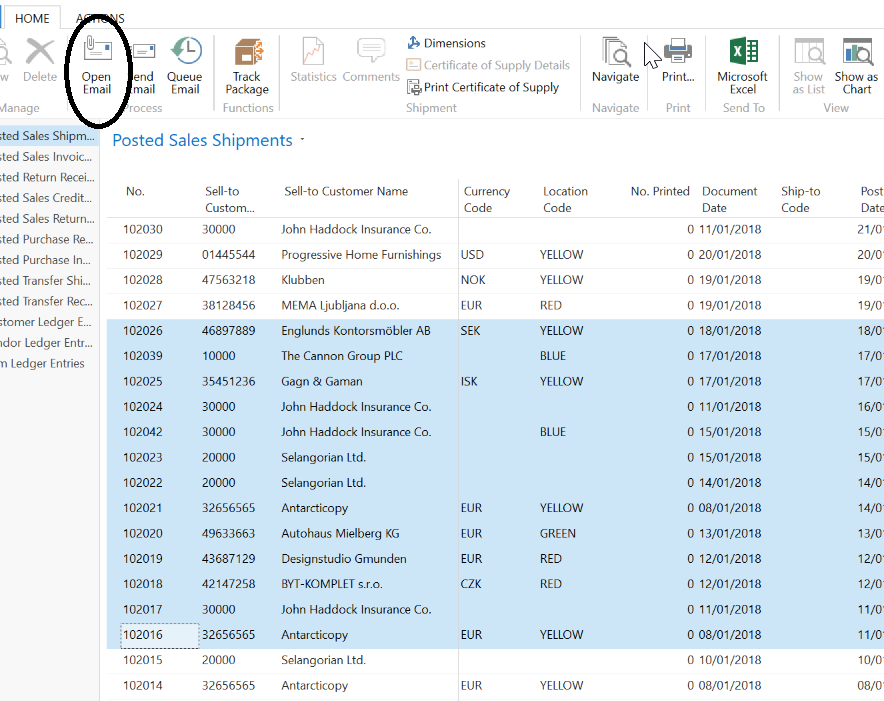 HOME ACTIONS
Delete
Open Email
Email
Queue Email
Track Package
Statistics
Comments
Dimensions
Certificate of Supply Details
Print Certificate of Supply
Navigate
Print...
Microsoft Excel
Show as List
Show as Chart
Manage Process Functions Shipment Navigate Print Send To View
Posted Sales Shipments
sted Sales Shipm...
sted Sales Invoic...
sted Return Recei...
sted Sales Credit...
sted Sales Return...
sted Purchase Re...
sted Purchase In...
sted Transfer Shi...
sted Transfer Rec...
stomer Ledger E...
ndor Ledger Entr...
m Ledger Entries
No. Sell-to Custom... Sell-to Customer Name Currency Code Location Code No. Printed Document Date Ship-to Code Post Date
102030 30000 John Haddock Insurance Co. 0 11/01/2018 21/0
102029 01445544 Progressive Home Furnishings USD YELLOW 0 20/01/2018 20/0
102028 47563218 Klubben NOK YELLOW 0 19/01/2018 19/0
102027 38128456 MEMA Ljubljana d.o.o. EUR RED 0 19/01/2018 19/0
102026 46897889 Englunds Kontorsmöbler AB SEK YELLOW 0 18/01/2018 18/0
102039 10000 The Cannon Group PLC BLUE 0 17/01/2018 17/0
102025 35451236 Gagn & Gaman ISK YELLOW 0 17/01/2018 17/0
102024 30000 John Haddock Insurance Co. 0 11/01/2018 16/0
102042 30000 John Haddock Insurance Co. BLUE 0 15/01/2018 15/0
102023 20000 Selangorian Ltd. 0 15/01/2018 15/0
102022 20000 Selangorian Ltd. 0 14/01/2018 14/0
102021 32656565 Antarcticopy EUR YELLOW 0 08/01/2018 14/0
102020 49633663 Autohaus Mielberg KG EUR GREEN 0 13/01/2018 13/0
102019 43687129 Designstudio Gmunden EUR RED 0 12/01/2018 12/0
102018 42147258 BYT-KOMPLET s.r.o. CZK RED 0 12/01/2018 12/0
102017 30000 John Haddock Insurance Co. 0 11/01/2018 11/0
102016 32656565 Antarcticopy EUR YELLOW 0 08/01/2018 11/0
102015 20000 Selangorian Ltd. 0 10/01/2018 10/0
102014 32656565 Antarcticopy EUR YELLOW 0 08/01/2018 08/0